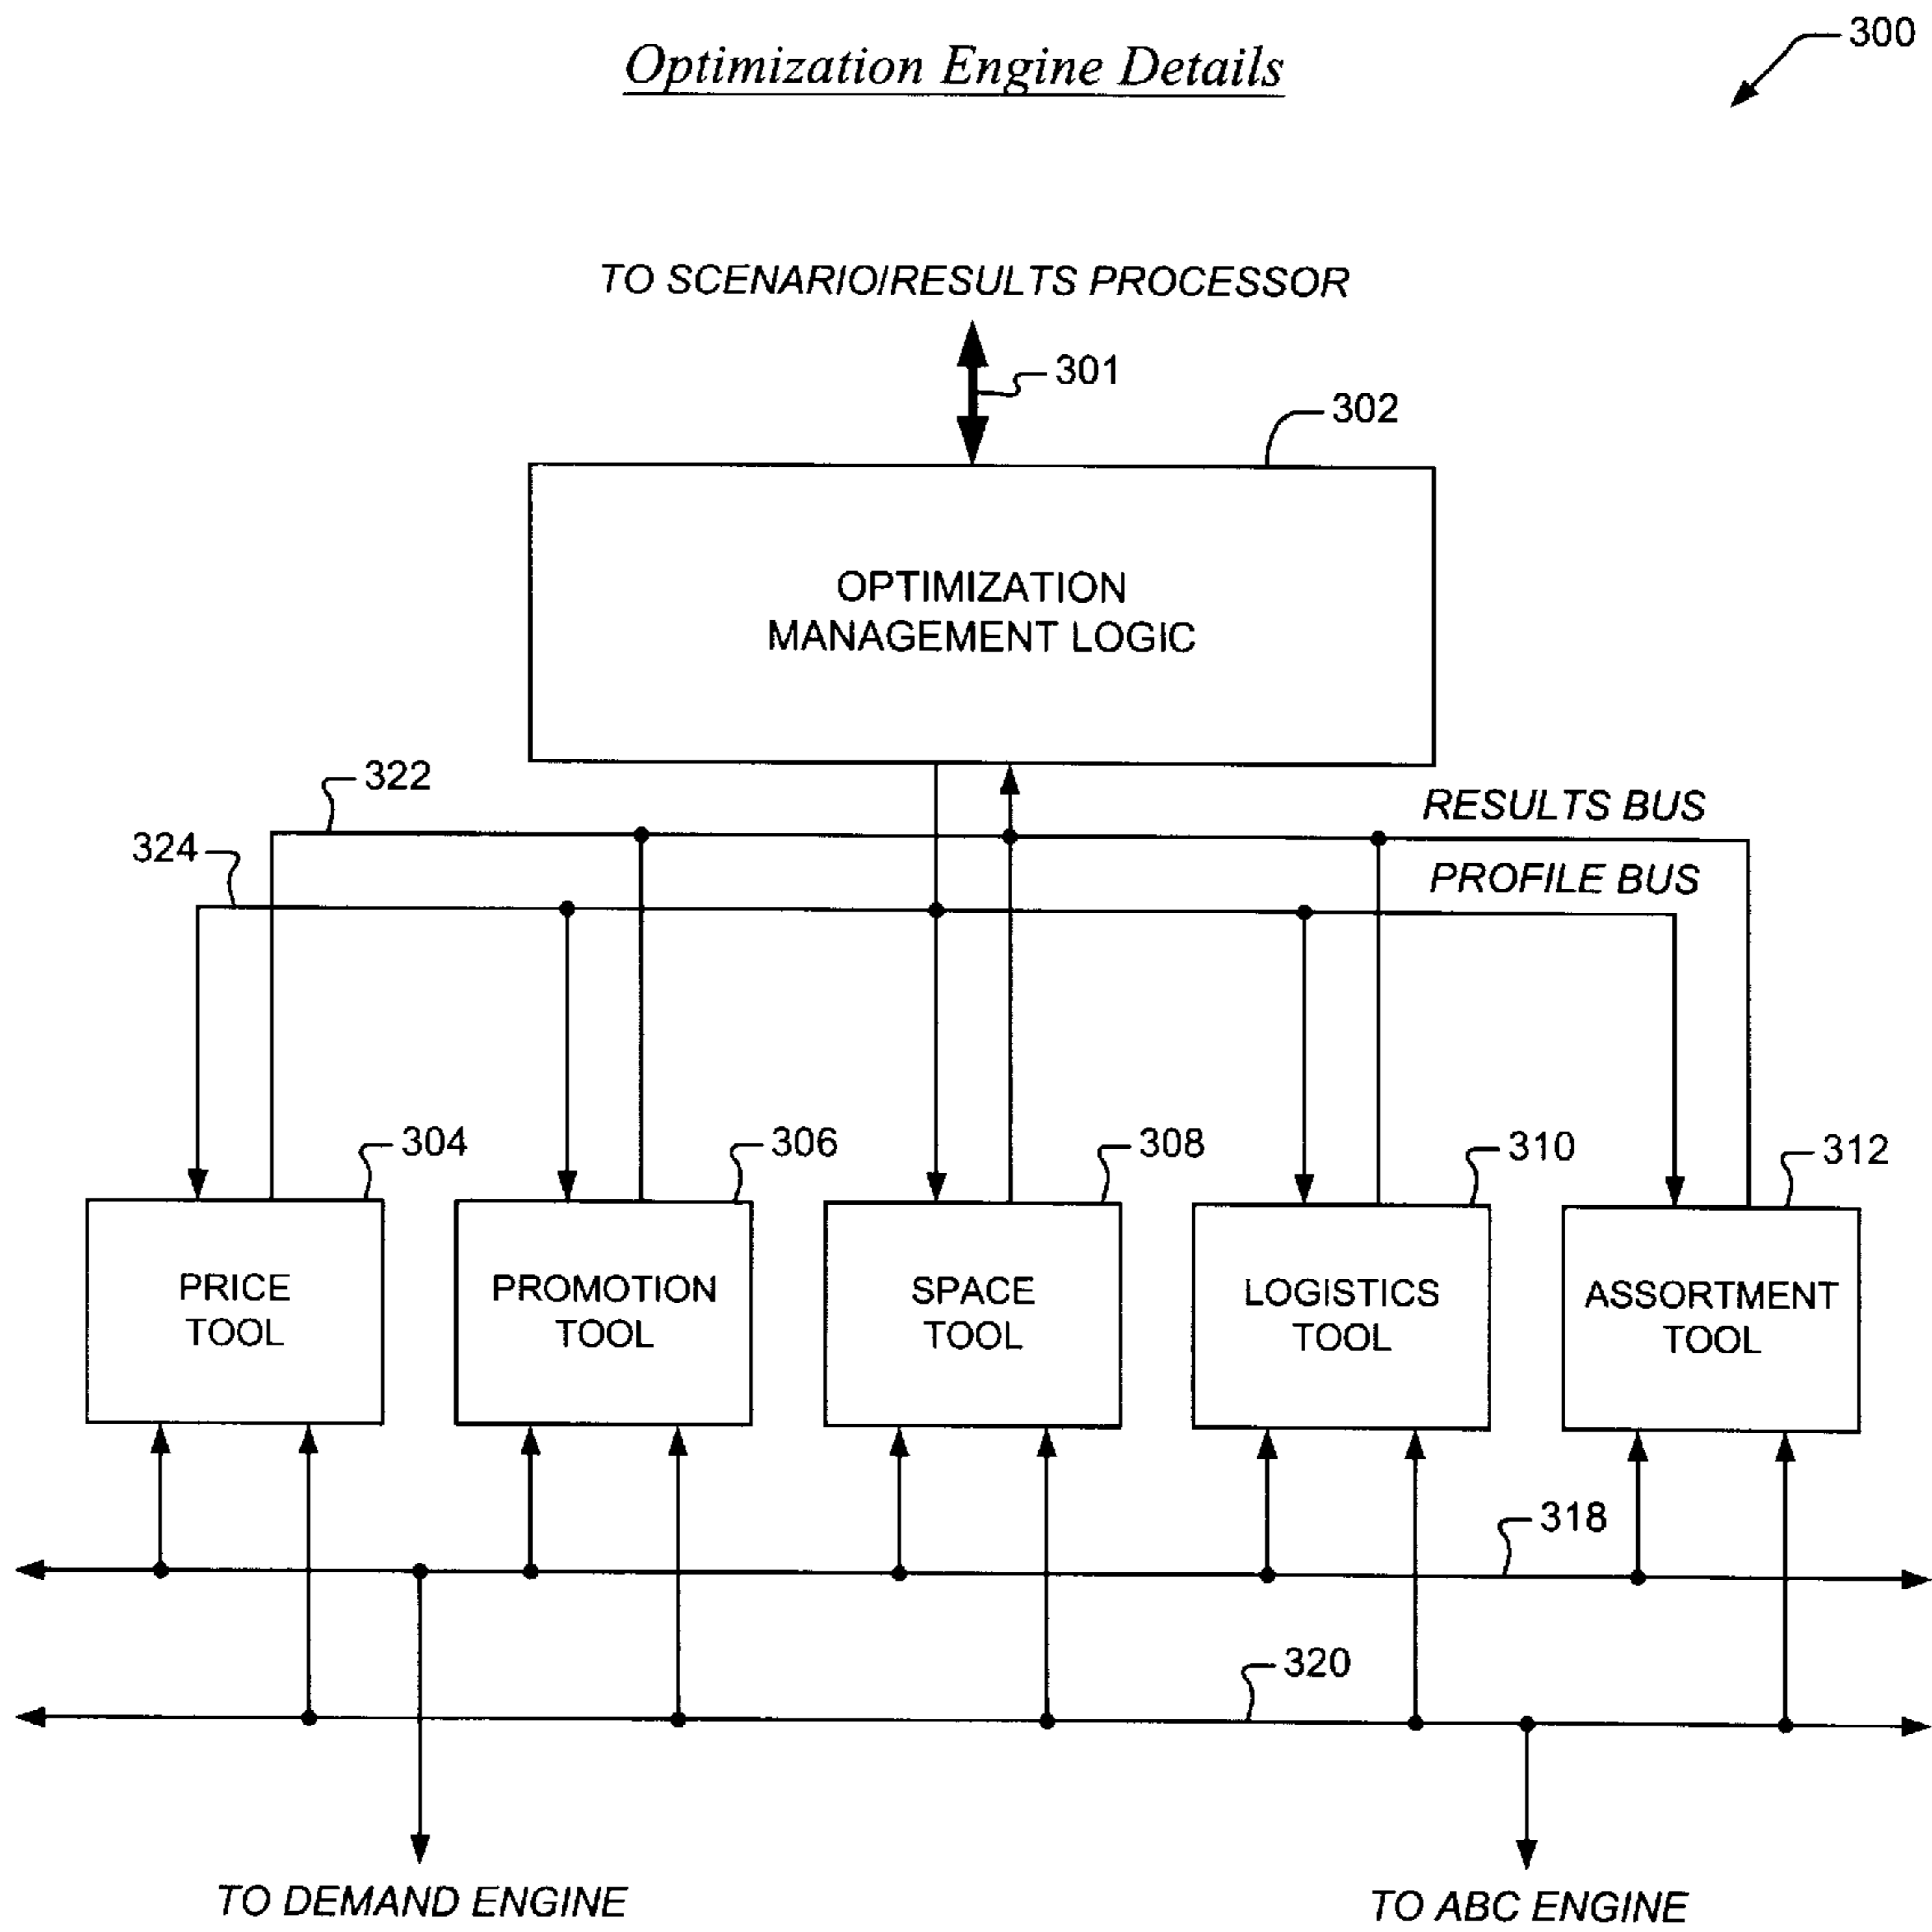 Optimization Engine Details
300
TO SCENARIO/RESULTS PROCESSOR
301
302
OPTIMIZATION
MANAGEMENT LOGIC
322
RESULTS BUS
324
PROFILE BUS
304
306
308
310
312
PRICE
TOOL
PROMOTION
TOOL
SPACE
TOOL
LOGISTICS
TOOL
ASSORTMENT
TOOL
318
320
TO DEMAND ENGINE
TO ABC ENGINE